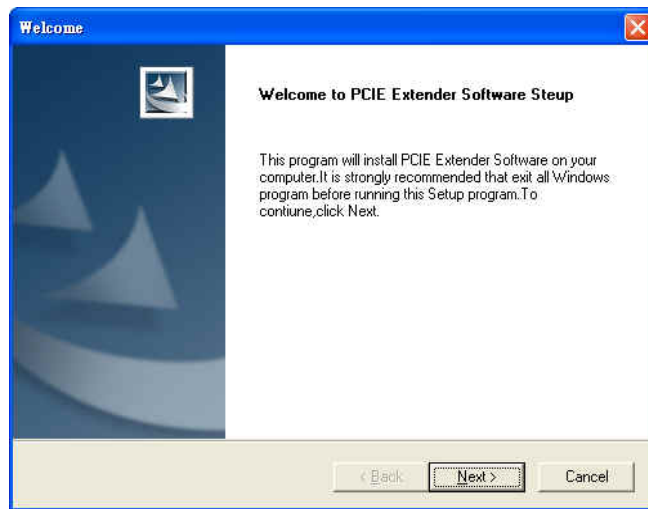 Welcome
Welcome to PCIE Extender Software Steup
This program will install PCIE Extender Software on your
computer.It is strongly recommended that exit all Windows
program before running this Setup program.To
contiune,click Next.
< Back
Next >
Cancel